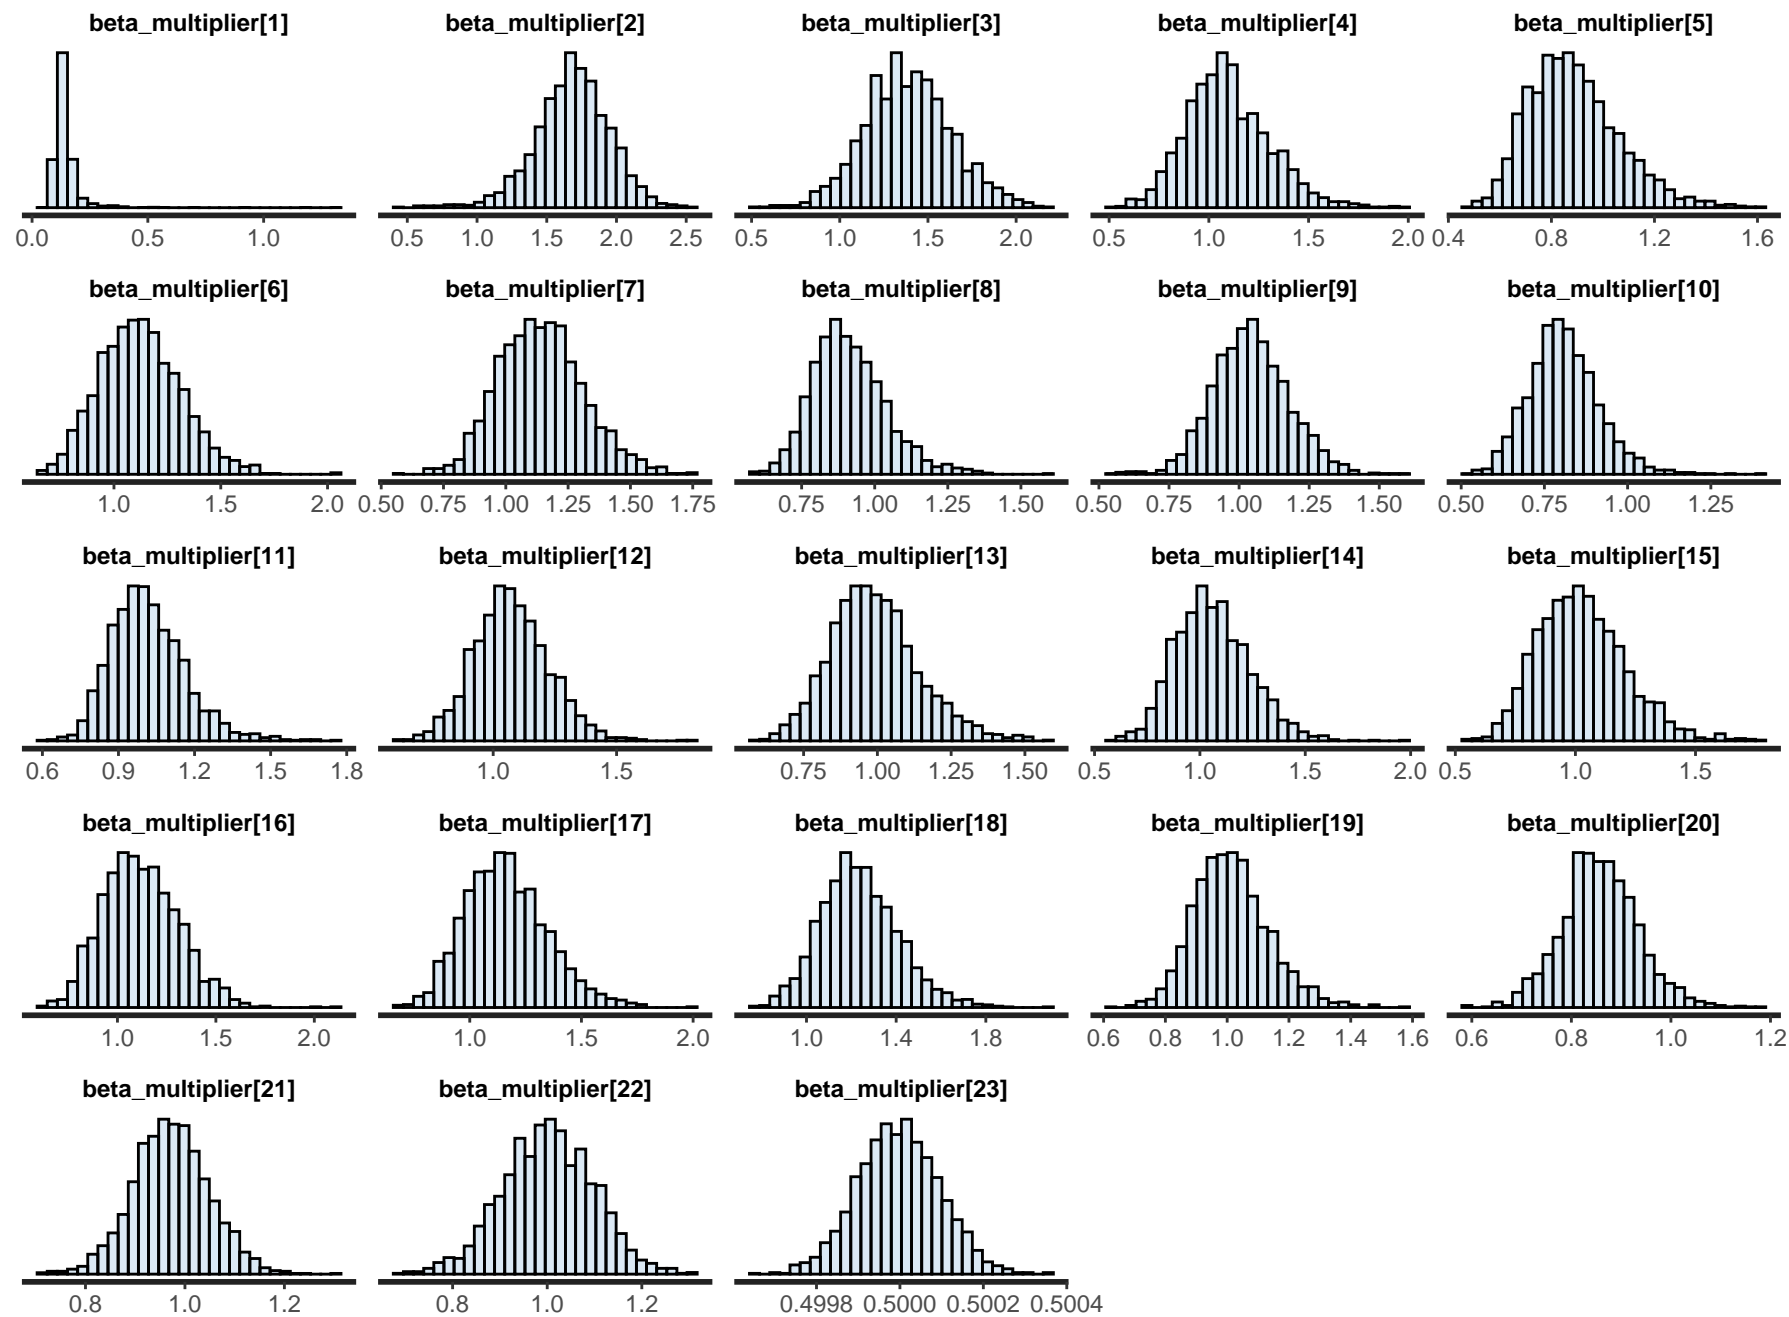 beta_multiplier[1] beta_multiplier[2] beta_multiplier[3] beta_multiplier[4] beta_multiplier[5]
0.0 0.5 1.0 0.5 1.0 1.5 2.0 2.5 0.5 1.0 1.5 2.0 0.5 1.0 1.5 2.0 0.4 0.8 1.2 1.6
beta_multiplier[6] beta_multiplier[7] beta_multiplier[8] beta_multiplier[9] beta_multiplier[10]
1.0 1.5 2.0 0.50 0.75 1.00 1.25 1.50 1.75 0.75 1.00 1.25 1.50 0.50 0.75 1.00 1.25 1.50 0.50 0.75 1.00 1.25
beta_multiplier[11] beta_multiplier[12] beta_multiplier[13] beta_multiplier[14] beta_multiplier[15]
0.6 0.9 1.2 1.5 1.8 1.0 1.5 0.75 1.00 1.25 1.50 0.5 1.0 1.5 2.0 0.5 1.0 1.5
beta_multiplier[16] beta_multiplier[17] beta_multiplier[18] beta_multiplier[19] beta_multiplier[20]
1.0 1.5 2.0 1.0 1.5 2.0 1.0 1.4 1.8 0.6 0.8 1.0 1.2 1.4 1.6 0.6 0.8 1.0 1.2
beta_multiplier[21] beta_multiplier[22] beta_multiplier[23]
0.8 1.0 1.2 0.8 1.0 1.2 0.4998 0.5000 0.5002 0.5004